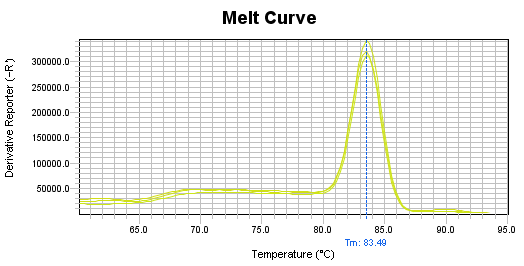 Melt Curve
Derivative Reporter (-R')
300000.0
250000.0
200000.0
150000.0
100000.0
50000.0
65.0 70.0 75.0 80.0 85.0 90.0 95.0
Tm: 83.49
Temperature (°C)